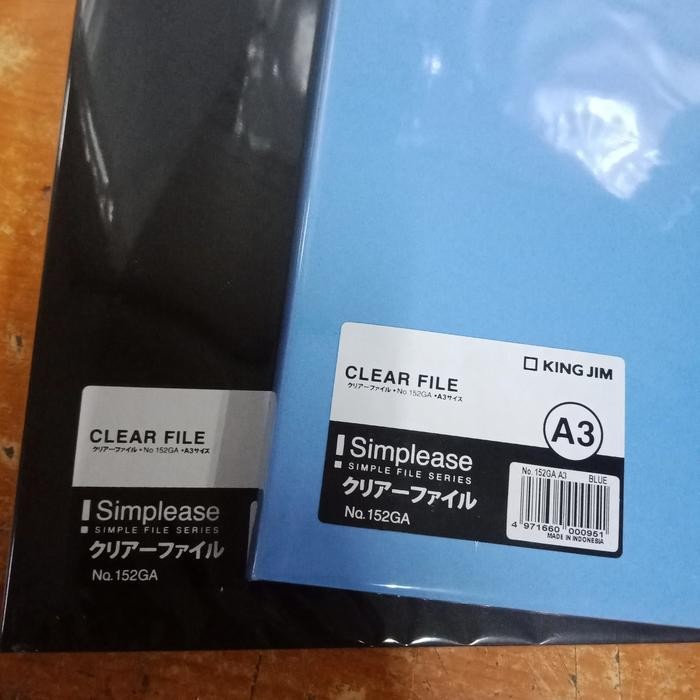 CLEAR FILE
クリアーファイル・No.152GA・A3サイズ
Simplease
SIMPLE FILE SERIES
クリアーファイル
No.152GA
KING JIM
CLEAR FILE
クリアーファイル・No.152GA・A3サイズ
A3
Simplease
SIMPLE FILE SERIES
クリアーファイル
No.152GA
No. 152GA A3 BLUE
4 971660 000951
MADE IN INDONESIA